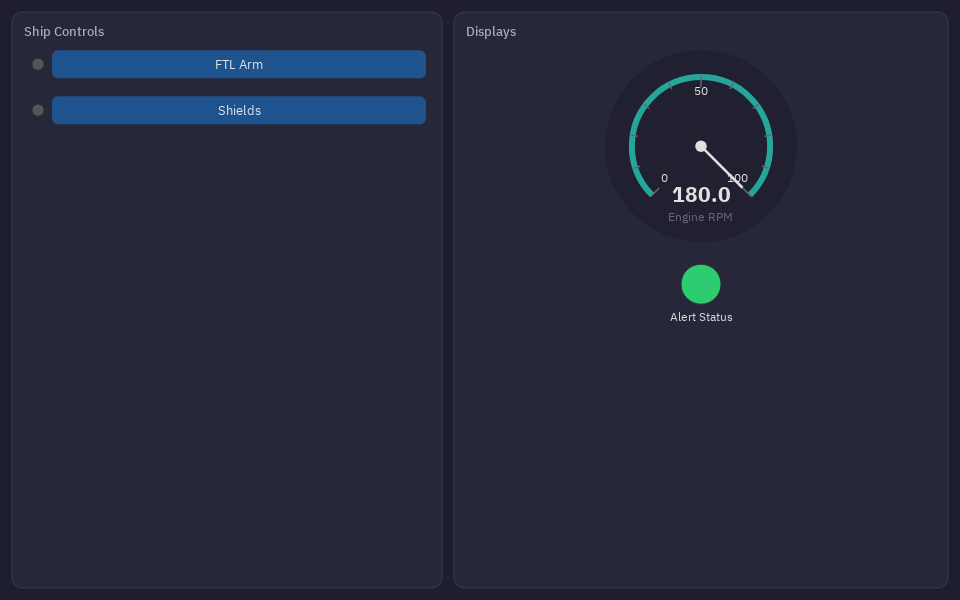 Ship Controls
FTL Arm
Shields
Displays
50
0
100
180.0
Engine RPM
Alert Status